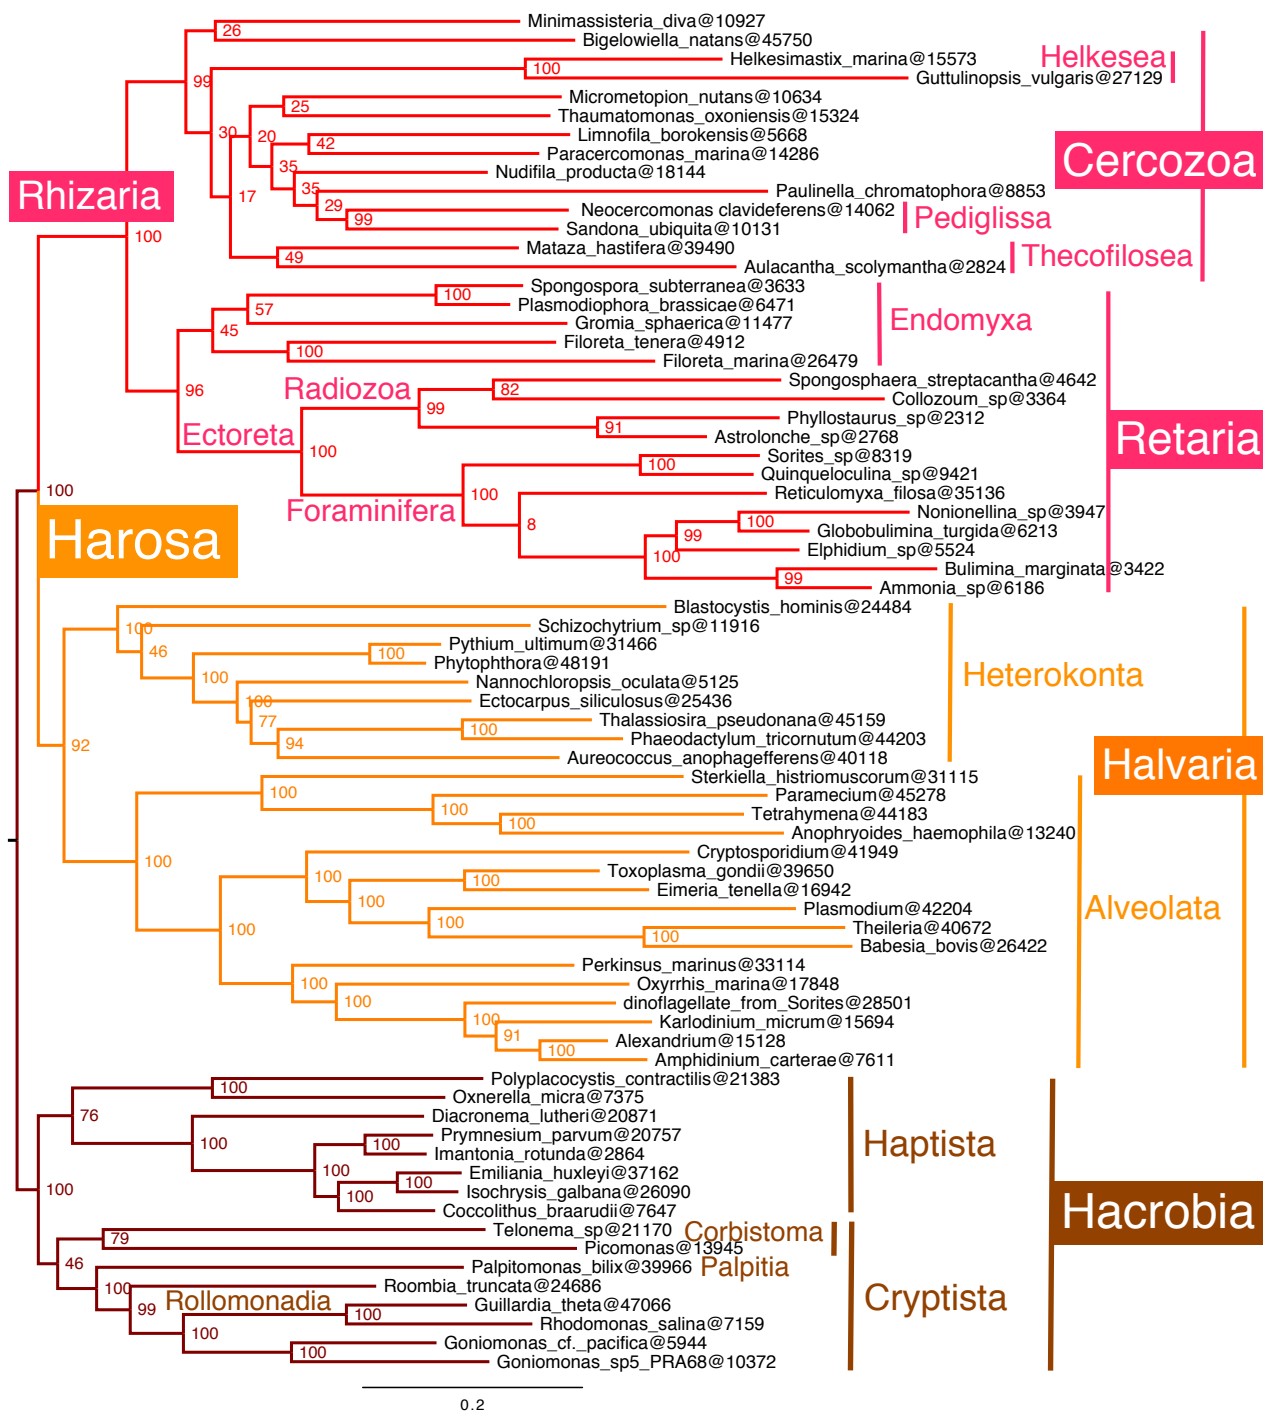 Minimassisteria_diva@10927
26
Bigelowiella_natans@45750
Helkesimastix_marina@15573
Helkesea
99
100
Guttulinopsis_vulgaris@27129
Micrometopion_nutans@10634
25
Thaumatomonas_oxoniensis@15324
30
20
Limnofila_borokensis@5668
42
Paracercomonas_marina@14286
Cercozoa
35
Nudifila_producta@18144
Rhizaria
17
35
Paulinella_chromatophora@8853
29
Neocercomonas clavideferens@14062
Pediglissa
99
Sandona_ubiquita@10131
100
Mataza_hastifera@39490
49
Thecofilosea
Aulacantha_scolymantha@2824
Spongospora_subterranea@3633
100
Plasmodiophora_brassicae@6471
57
Gromia_sphaerica@11477
Endomyxa
45
Filoreta_tenera@4912
100
Filoreta_marina@26479
Spongosphaera_streptacantha@4642
96
Radiozoa
82
Collozoum_sp@3364
99
Phyllostaurus_sp@2312
91
Ectoreta
Astrolonche_sp@2768
Retaria
100
Sorites_sp@8319
100
Quinqueloculina_sp@9421
100
100
Reticulomyxa_filosa@35136
Foraminifera
Nonionellina_sp@3947
100
8
Globobulimina_turgida@6213
99
Harosa
Elphidium_sp@5524
100
Bulimina_marginata@3422
99
Ammonia_sp@6186
Blastocystis_hominis@24484
100
Schizochytrium_sp@11916
46
Pythium_ultimum@31466
100
Phytophthora@48191
100
Heterokonta
Nannochloropsis_oculata@5125
100
Ectocarpus_siliculosus@25436
77
Thalassiosira_pseudonana@45159
100
92
94
Phaeodactylum_tricornutum@44203
Aureococcus_anophagefferens@40118
Halvaria
Sterkiella_histriomuscorum@31115
100
Paramecium@45278
100
Tetrahymena@44183
100
Anophryoides_haemophila@13240
Cryptosporidium@41949
100
Toxoplasma_gondii@39650
100
100
Eimeria_tenella@16942
100
Plasmodium@42204
Alveolata
100
100
Theileria@40672
100
Babesia_bovis@26422
Perkinsus_marinus@33114
100
Oxyrrhis_marina@17848
100
dinoflagellate_from_Sorites@28501
100
Karlodinium_micrum@15694
91
Alexandrium@15128
100
Amphidinium_carterae@7611
Polyplacocystis_contractilis@21383
100
Oxnerella_micra@7375
76
Diacronema_lutheri@20871
Prymnesium_parvum@20757
100
100
Haptista
Imantonia_rotunda@2864
100
Emiliania_huxleyi@37162
100
Isochrysis_galbana@26090
100
100
Coccolithus_braarudii@7647
Hacrobia
Telonema_sp@21170
Corbistoma
79
Picomonas@13945
46
Palpitomonas_bilix@39966
Palpitia
100
Roombia_truncata@24686
Rollomonadia
99
Guillardia_theta@47066
Cryptista
100
Rhodomonas_salina@7159
100
Goniomonas_cf._pacifica@5944
100
Goniomonas_sp5_PRA68@10372
0.2